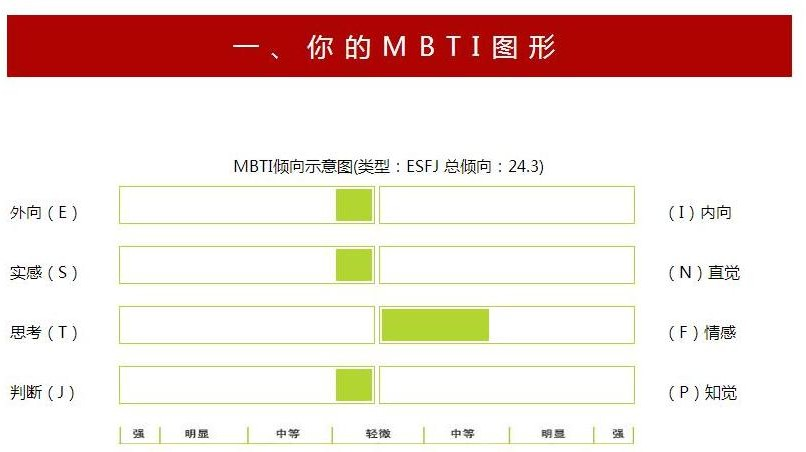 一、你的MBTI图形
MBTI倾向示意图(类型：ESFJ 总倾向：24.3)
外向（E）
（I）内向
实感（S）
（N）直觉
思考（T）
（F）情感
判断（J）
（P）知觉
强 明显 中等 轻微 中等 明显 强